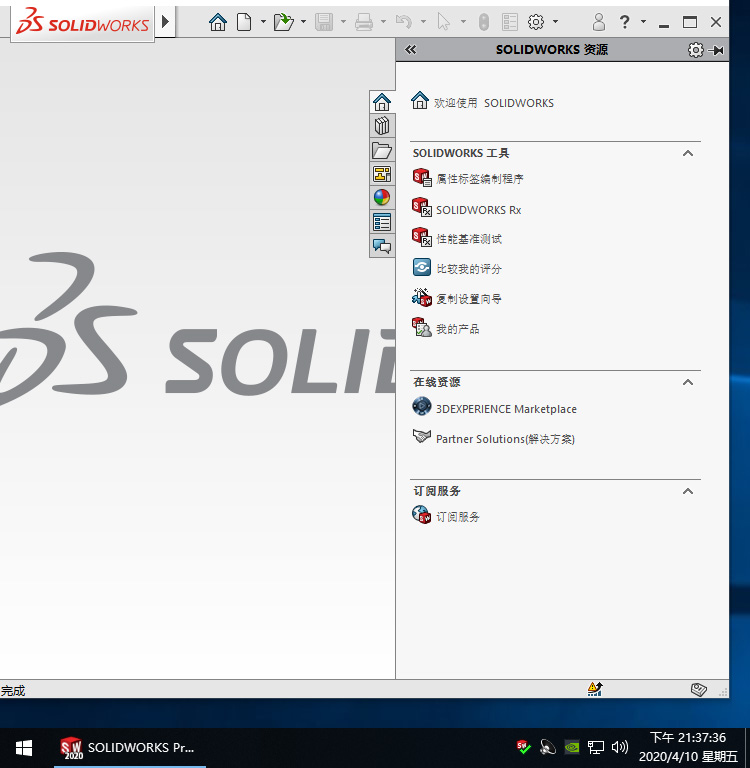 SOLIDWORKS
?
SOLIDWORKS 资源
欢迎使用 SOLIDWORKS
SOLIDWORKS 工具
属性标签编制程序
SOLIDWORKS Rx
性能基准测试
比较我的评分
复制设置向导
我的产品
SOLID
在线资源
3DEXPERIENCE Marketplace
Partner Solutions(解决方案)
订阅服务
订阅服务
完成
SW 2020
SOLIDWORKS Pr...
下午 21:37:36
2020/4/10 星期五